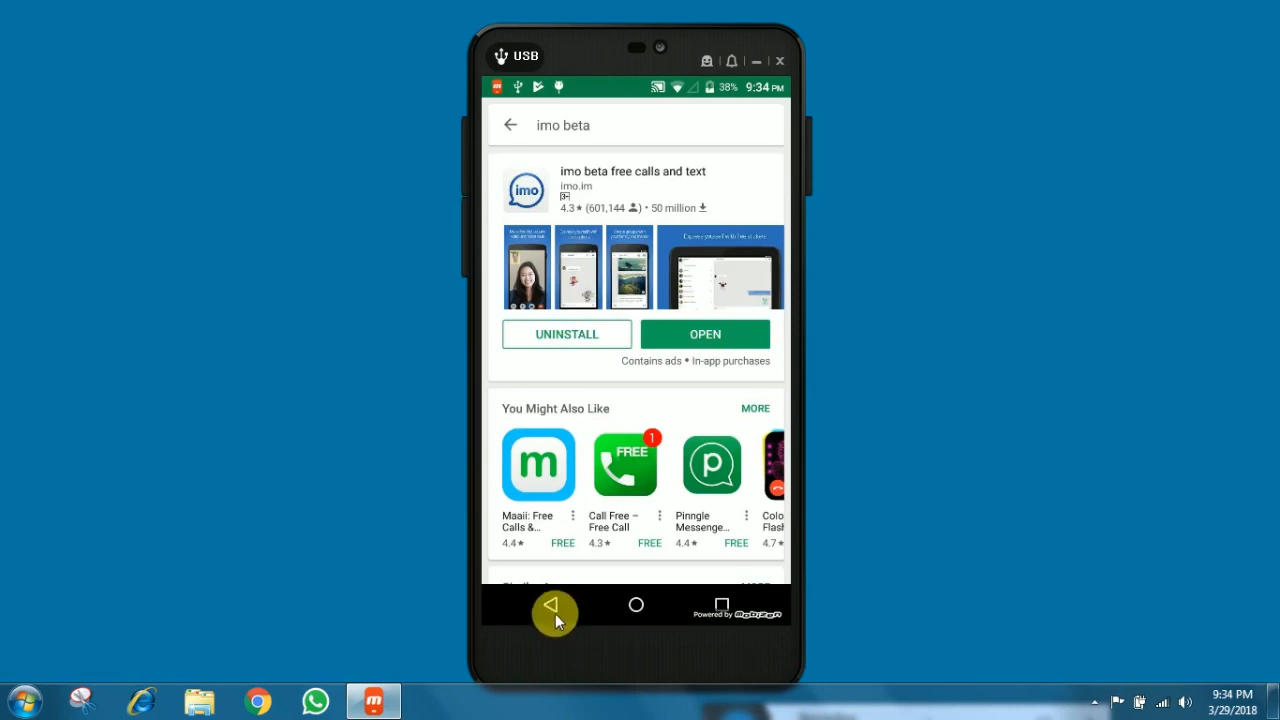 USB
38% 9:34 PM
imo beta
imo
imo beta free calls and text
imo.im
3+
4.3★ (601,144) • 50 million
UNINSTALL
OPEN
Contains ads • In-app purchases
You Might Also Like
MORE
m
FREE
1
p
Maaii: Free
Calls &...
4.4★ FREE
Call Free –
Free Call
4.3★ FREE
Pinngle
Messenge...
4.4★ FREE
Colo
Flash
4.7★
Powered by Mobizen
9:34 PM
3/29/2018